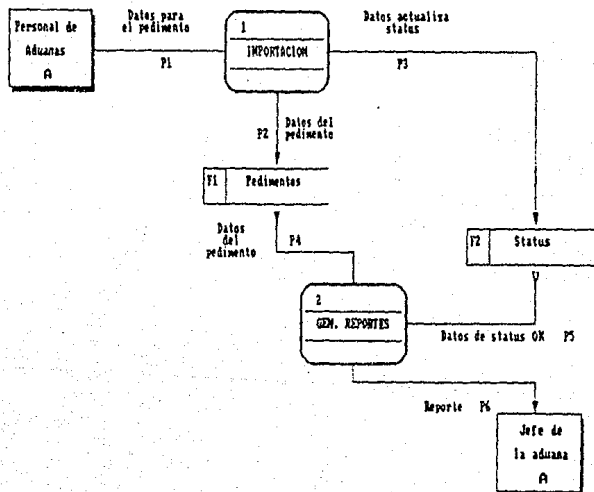 Personal de
Aduanas
A
Datos para
el pedimento
P1
1
IMPORTACION
Datos actualiza
status
P3
P2
Datos del
pedimento
F1
Pedimentos
Datos
del
pedimento
P4
F2
Status
2
GEN. REPORTES
Datos de status OK
P5
Reporte
P6
Jefe de
la aduana
A